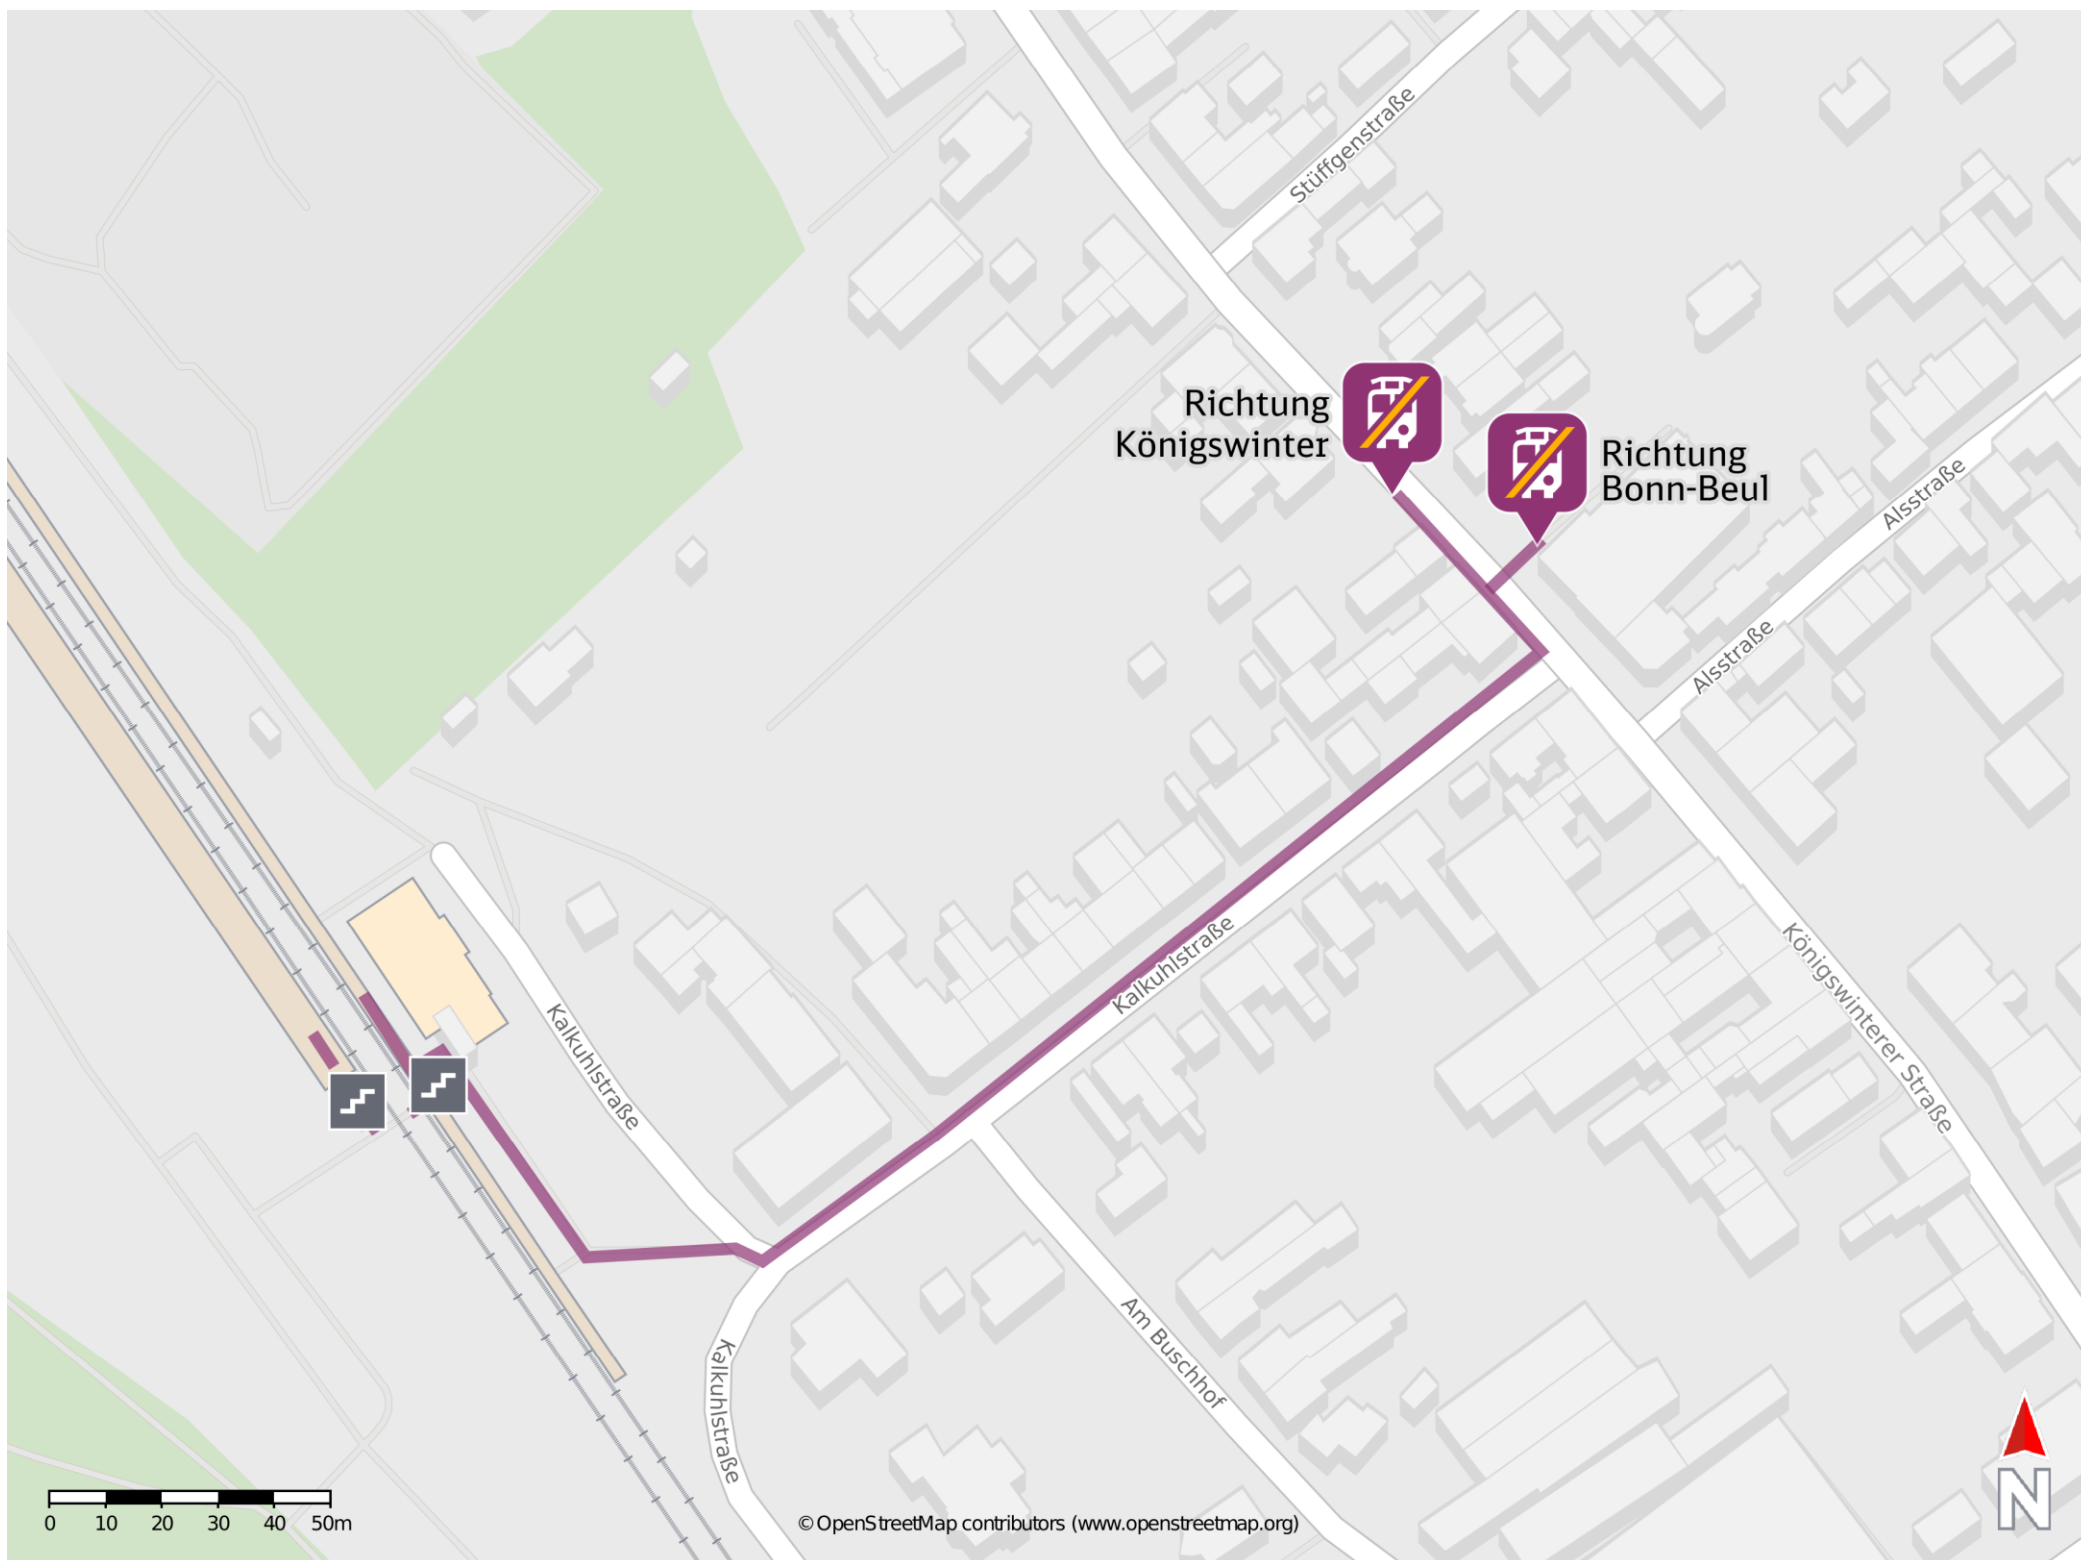 Stüffgenstraße
Richtung
Königswinter
Richtung
Bonn-Beul
Alsstraße
Alsstraße
Kalkuhlstraße
Königswinterer Straße
Kalkuhlstraße
Am Buschhof
Kalkuhlstraße
0 10 20 30 40 50m
© OpenStreetMap contributors (www.openstreetmap.org)
N